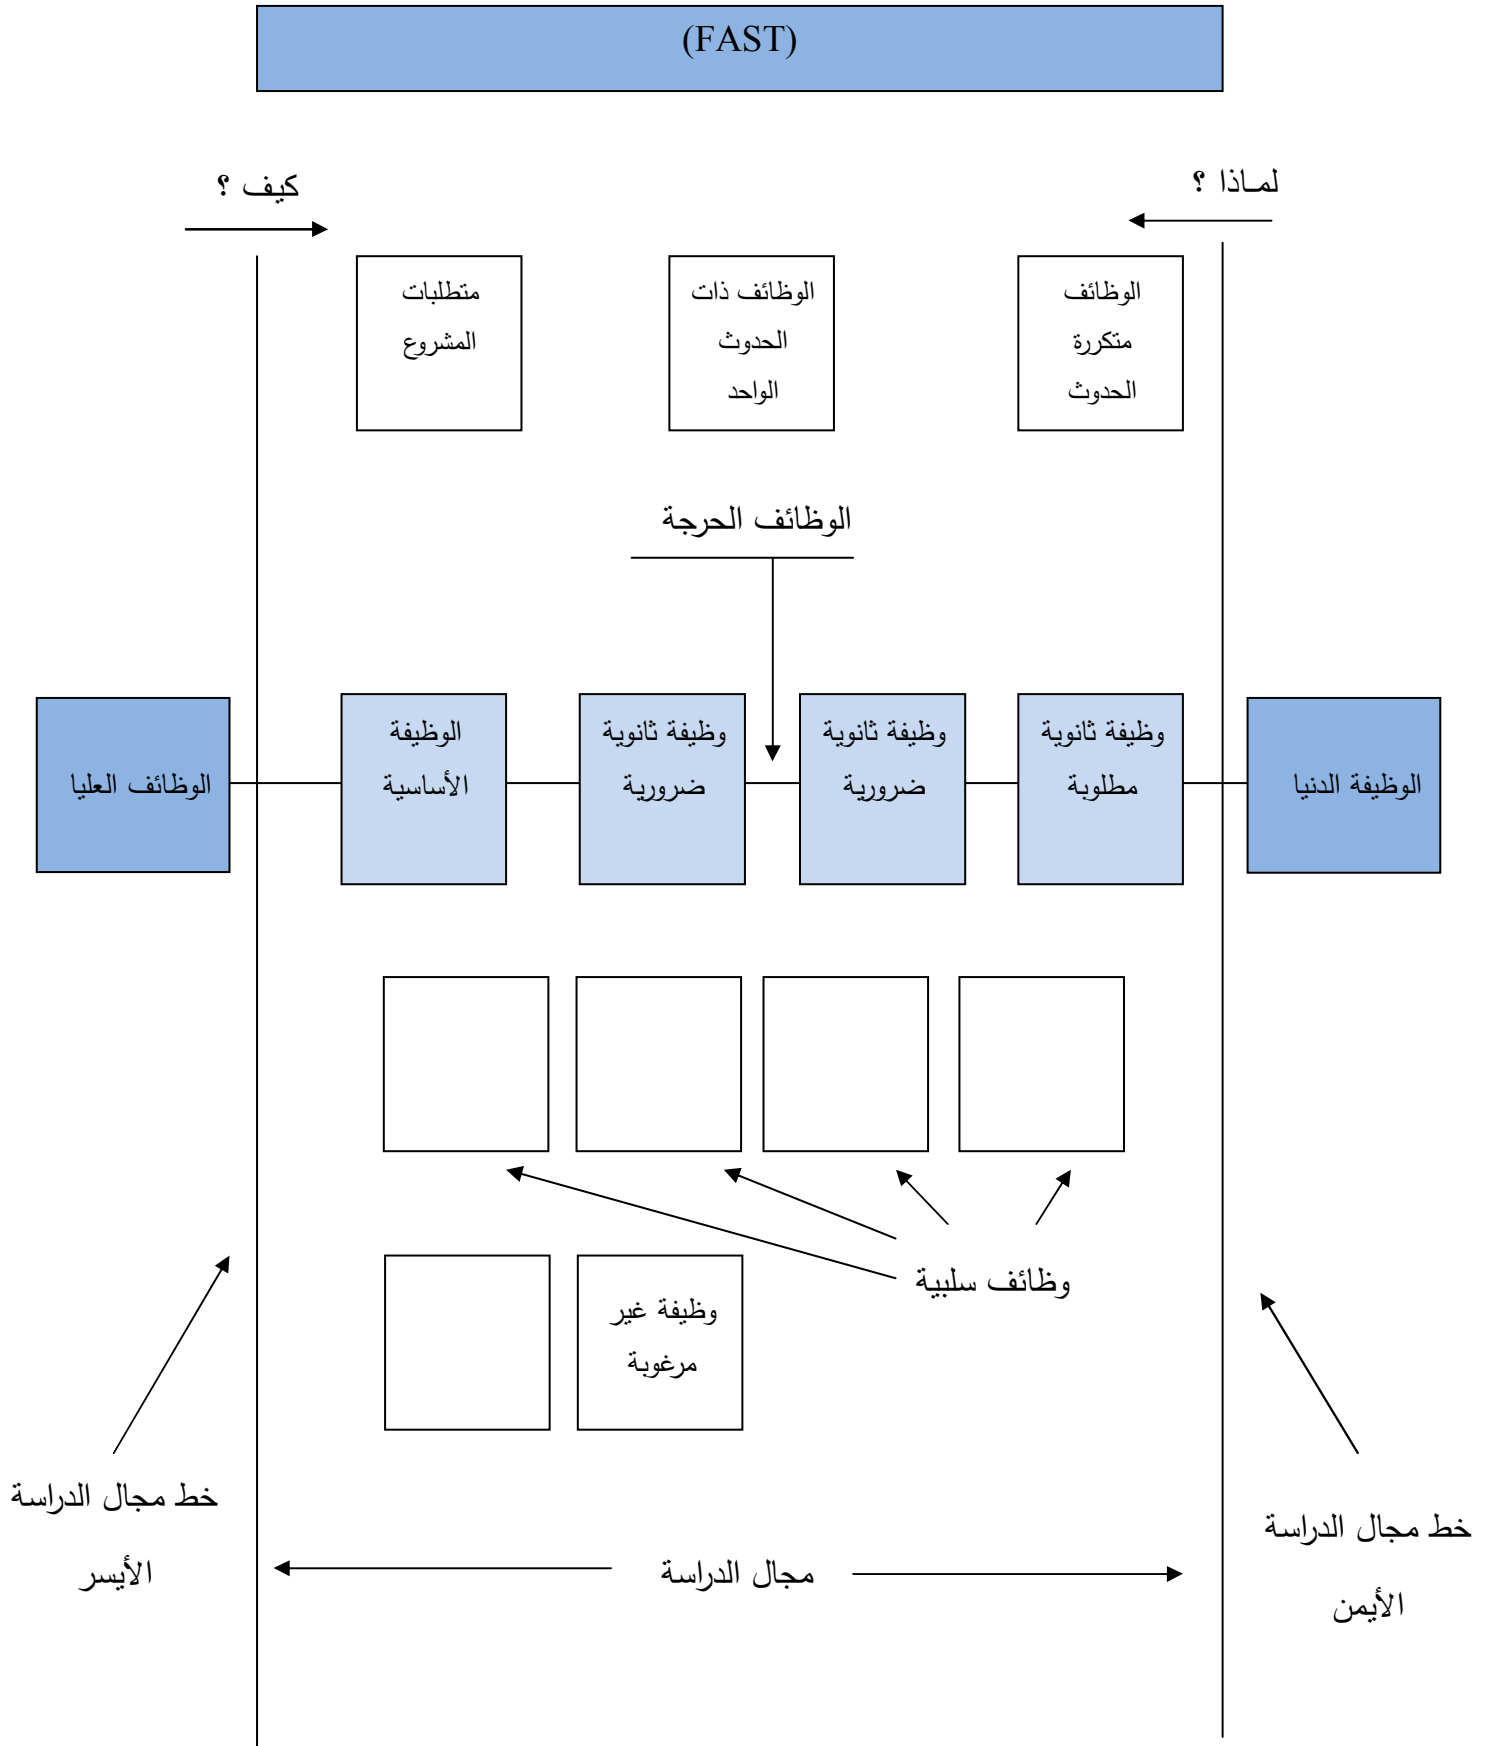 (FAST)
لمـاذا ؟
كيف ؟
الوظائف
متكررة
الحدوث
الوظائف ذات
الحدوث
الواحد
متطلبات
المشروع
الوظائف الحرجة
الوظيفة الدنيا
وظيفة ثانوية
مطلوبة
وظيفة ثانوية
ضرورية
وظيفة ثانوية
ضرورية
الوظيفة
الأساسية
الوظائف العليا
وظائف سلبية
وظيفة غير
مرغوبة
خط مجال الدراسة
الأيمن
مجال الدراسة
خط مجال الدراسة
الأيسر